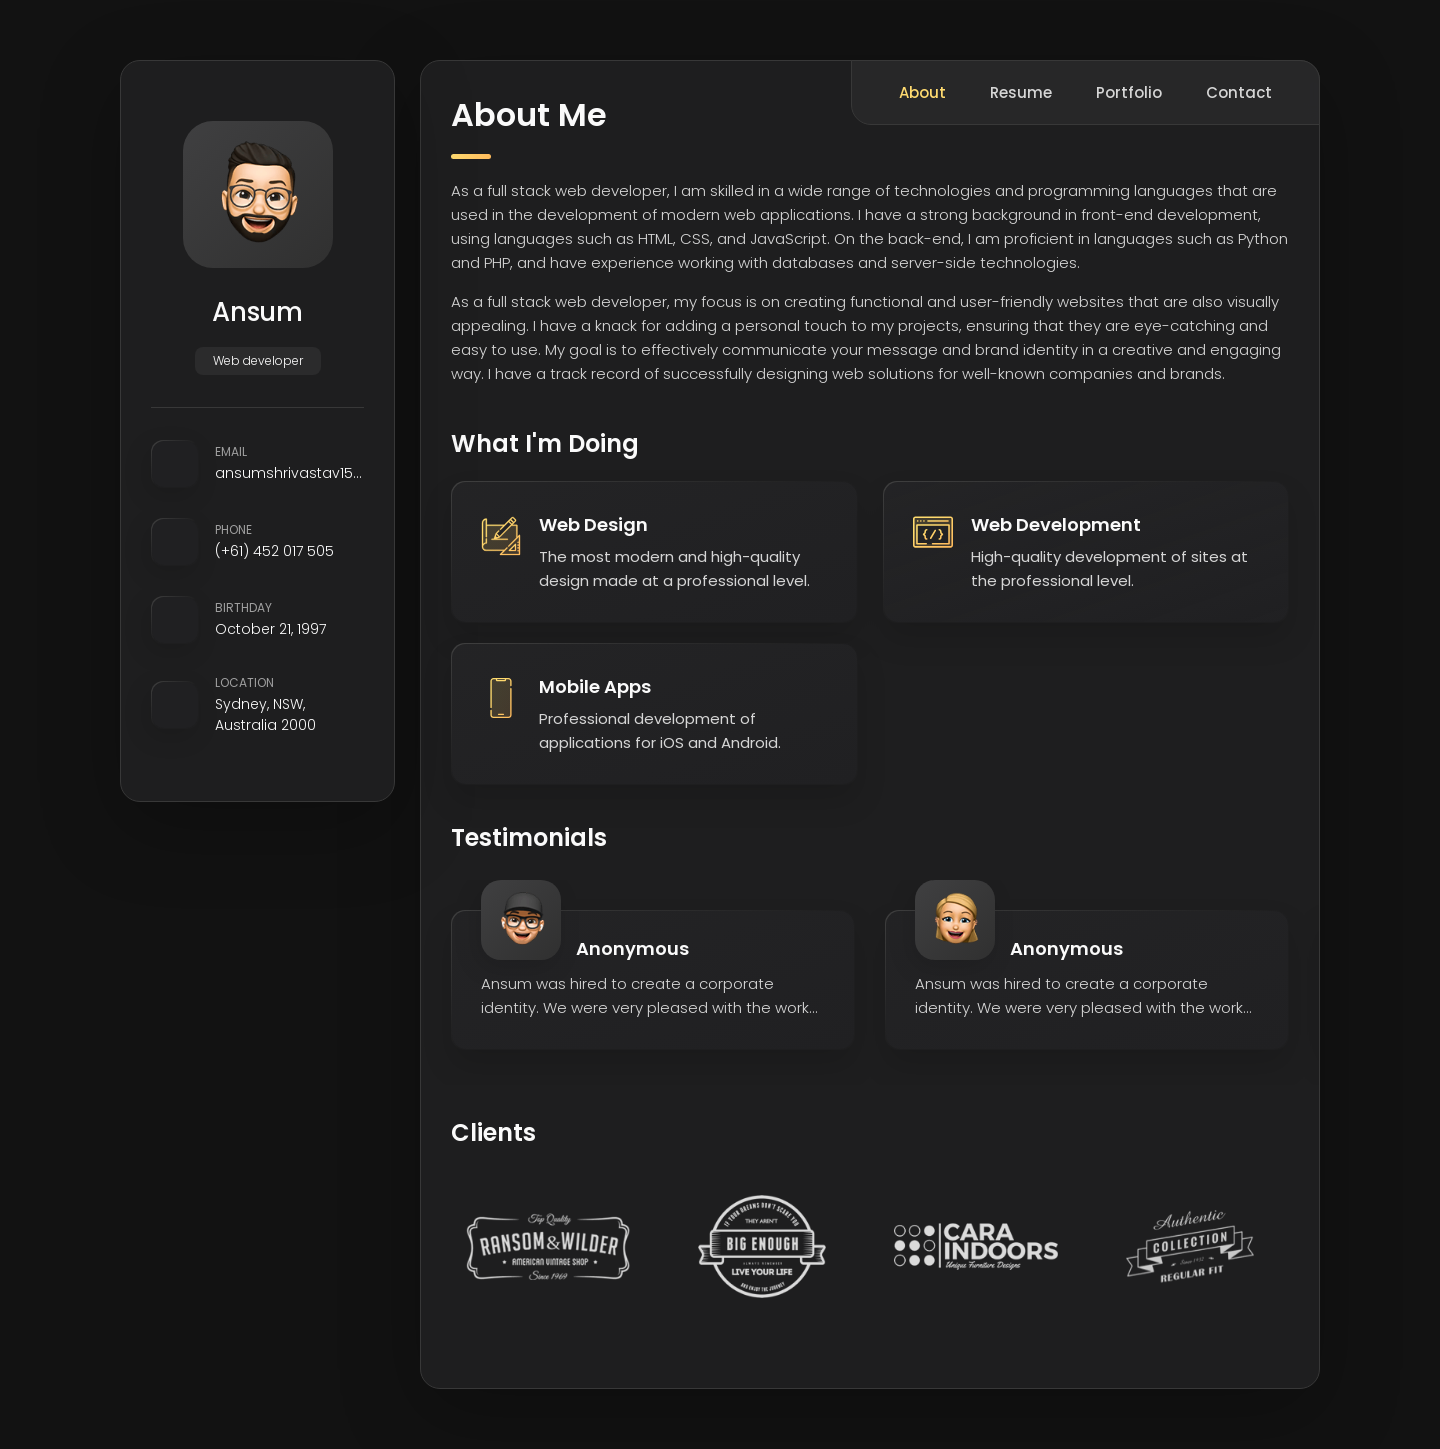 Ansum
Web developer
EMAIL
ansumshrivastav15...
PHONE
(+61) 452 017 505
BIRTHDAY
October 21, 1997
LOCATION
Sydney, NSW,
Australia 2000
About Resume Portfolio Contact
About Me
As a full stack web developer, I am skilled in a wide range of technologies and programming languages that are
used in the development of modern web applications. I have a strong background in front-end development,
using languages such as HTML, CSS, and JavaScript. On the back-end, I am proficient in languages such as Python
and PHP, and have experience working with databases and server-side technologies.
As a full stack web developer, my focus is on creating functional and user-friendly websites that are also visually
appealing. I have a knack for adding a personal touch to my projects, ensuring that they are eye-catching and
easy to use. My goal is to effectively communicate your message and brand identity in a creative and engaging
way. I have a track record of successfully designing web solutions for well-known companies and brands.
What I'm Doing
Web Design
The most modern and high-quality
design made at a professional level.
Web Development
High-quality development of sites at
the professional level.
Mobile Apps
Professional development of
applications for iOS and Android.
Testimonials
Anonymous
Ansum was hired to create a corporate
identity. We were very pleased with the work...
Anonymous
Ansum was hired to create a corporate
identity. We were very pleased with the work...
Clients
Top Quality
RANSOM&WILDER
AMERICAN VINTAGE SHOP
Since 1969
IF YOUR DREAMS DON'T SCARE YOU
THEY AREN'T
BIG ENOUGH
ALWAYS REMEMBER
LIVE YOUR LIFE
AND ENJOY THE JOURNEY
CARA
INDOORS
Unique Furniture Designs
Authentic
COLLECTION
REGULAR FIT